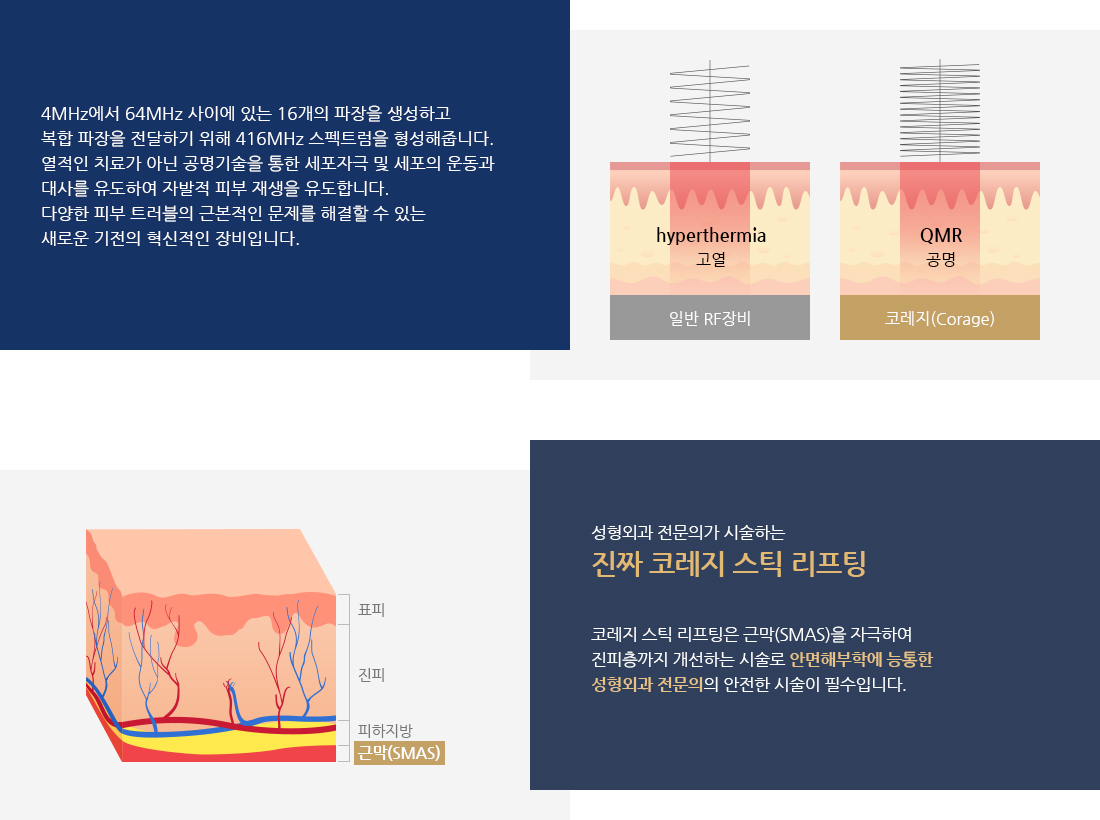 4MHz에서 64MHz 사이에 있는 16개의 파장을 생성하고
복합 파장을 전달하기 위해 416MHz 스펙트럼을 형성해줍니다.
열적인 치료가 아닌 공명기술을 통한 세포자극 및 세포의 운동과
대사를 유도하여 자발적 피부 재생을 유도합니다.
다양한 피부 트러블의 근본적인 문제를 해결할 수 있는
새로운 기전의 혁신적인 장비입니다.
hyperthermia
고열
일반 RF장비
QMR
공명
코레지(Corage)
표피
진피
피하지방
근막(SMAS)
성형외과 전문의가 시술하는
진짜 코레지 스틱 리프팅
코레지 스틱 리프팅은 근막(SMAS)을 자극하여
진피층까지 개선하는 시술로 안면해부학에 능통한
성형외과 전문의의 안전한 시술이 필수입니다.